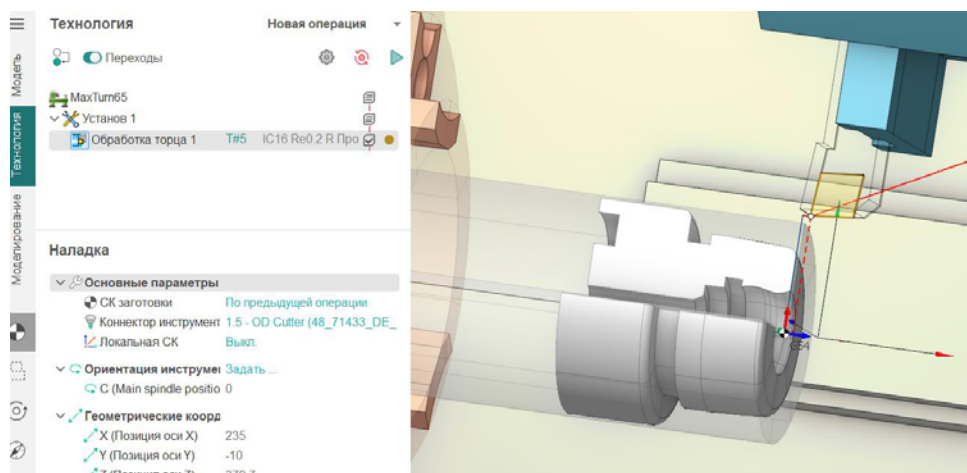 Технология Новая операция
Переходы
MaxTurn65
Установ 1
Обработка торца 1 T#5 IC16 Re0.2 R Про
Модель
Технология
Моделирование
Наладка
Основные параметры
СК заготовки По предыдущей операции
Коннектор инструмент 1.5 - OD Cutter (48_71433_DE_
Локальная СК Выкл.
Ориентация инструмен Задать ...
C (Main spindle positio 0
Геометрические коорд
X (Позиция оси X) 235
Y (Позиция оси Y) -10
G54